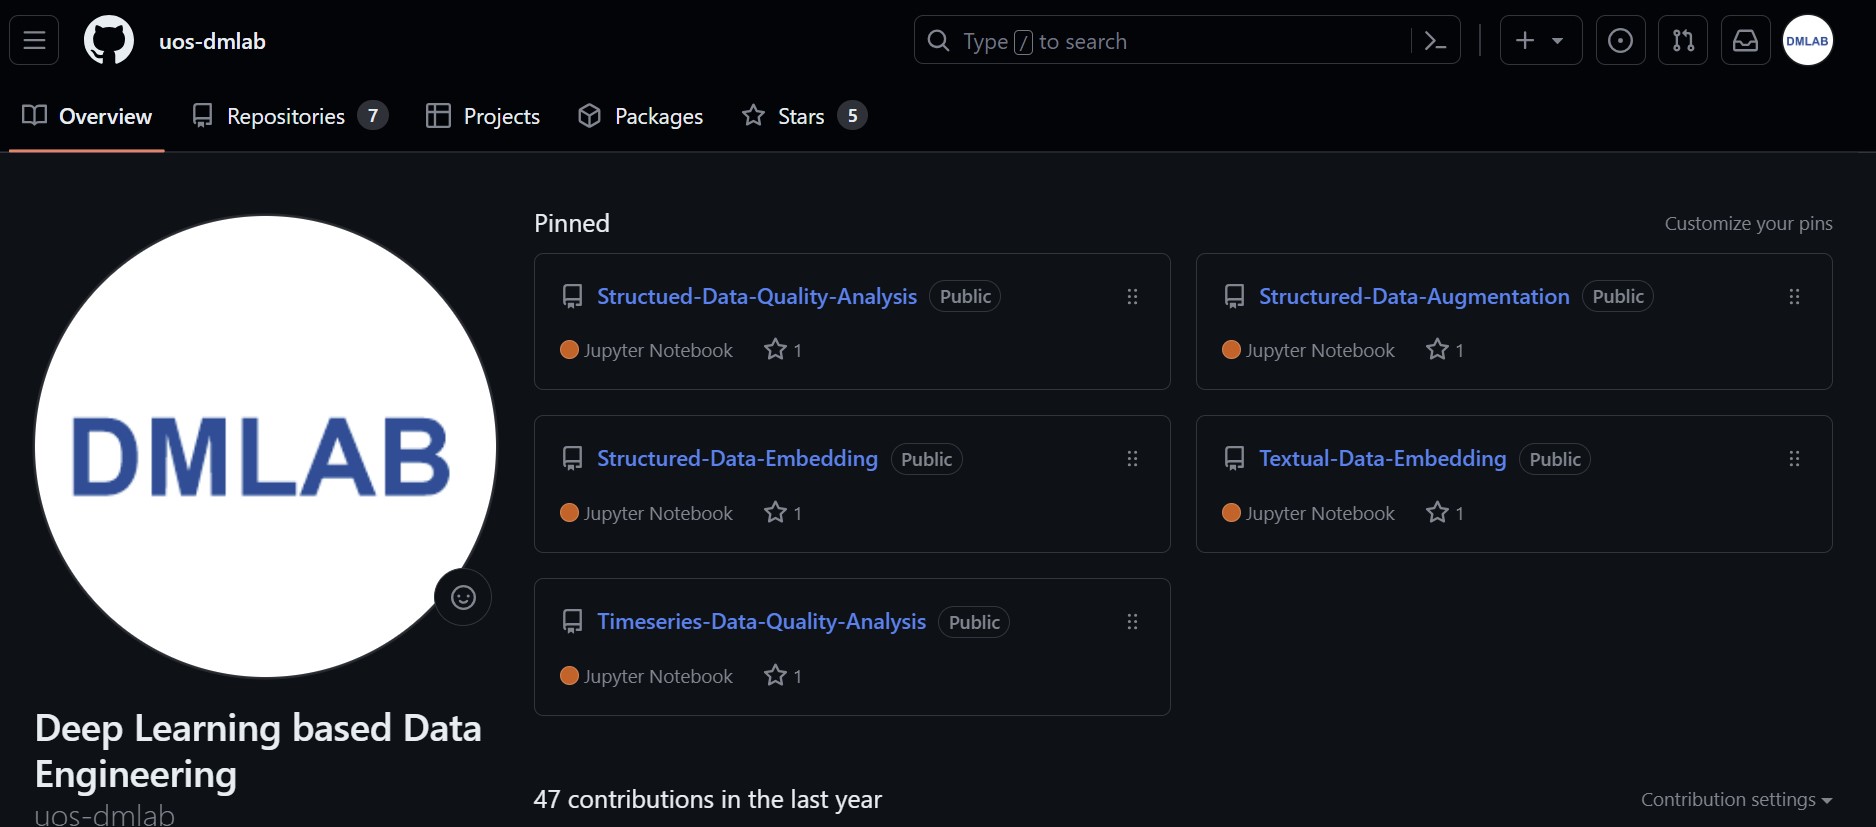 uos-dmlab
Type / to search
DMLAB
Overview
Repositories 7
Projects
Packages
Stars 5
DMLAB
Deep Learning based Data
Engineering
uos-dmlab
Pinned
Customize your pins
Structued-Data-Quality-Analysis Public
Jupyter Notebook 1
Structured-Data-Augmentation Public
Jupyter Notebook 1
Structured-Data-Embedding Public
Jupyter Notebook 1
Textual-Data-Embedding Public
Jupyter Notebook 1
Timeseries-Data-Quality-Analysis Public
Jupyter Notebook 1
47 contributions in the last year
Contribution settings